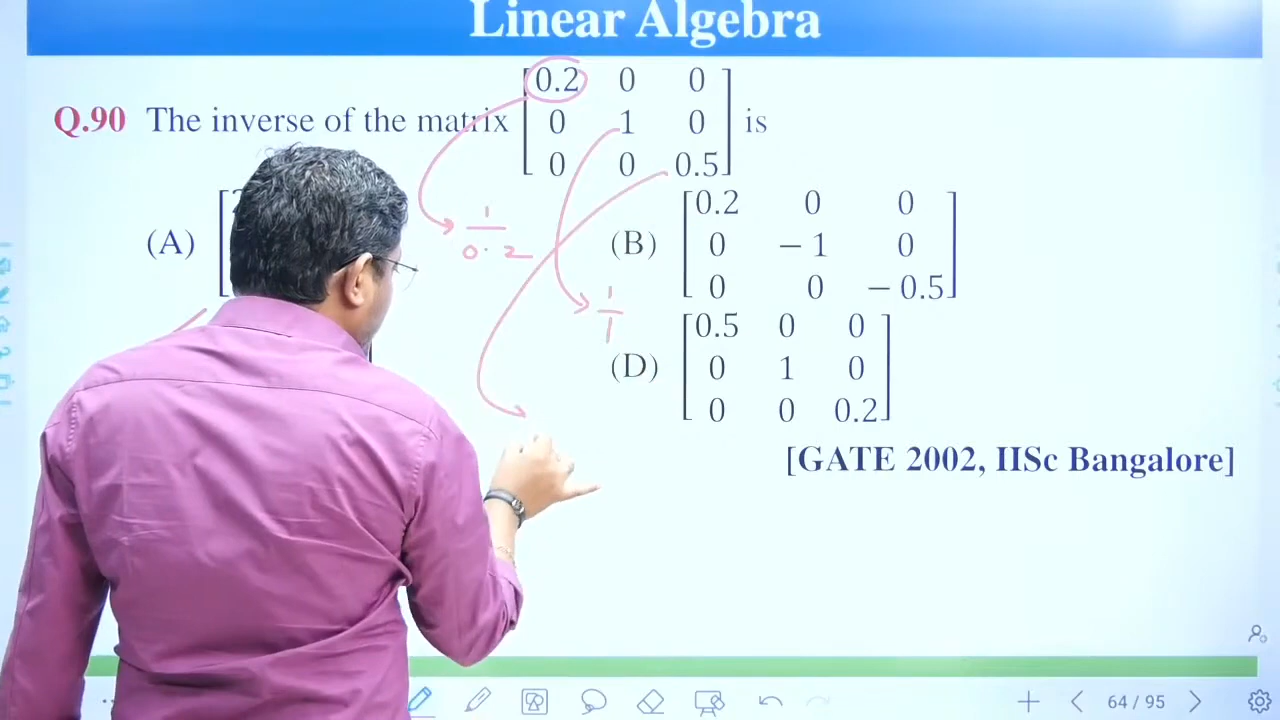 Linear Algebra
Q.90 The inverse of the matrix [0.2 0 0
0 1 0
0 0 0.5] is
1/0.2
1/1
(A)
(B) [0.2 0 0
0 − 1 0
0 0 − 0.5]
(D) [0.5 0 0
0 1 0
0 0 0.2]
[GATE 2002, IISc Bangalore]
64 / 95